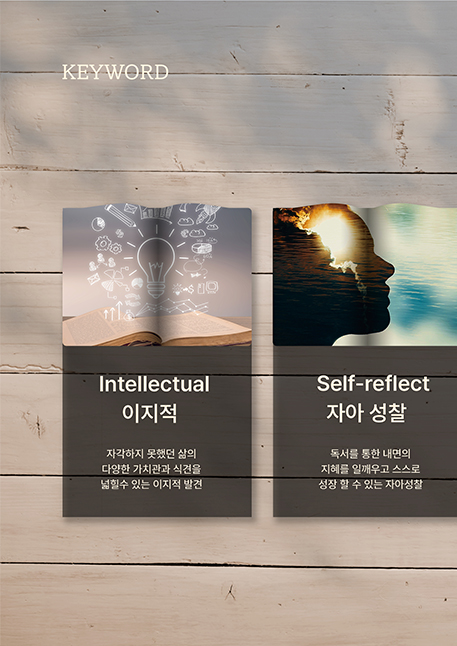 KEYWORD
Intellectual
이지적
자각하지 못했던 삶의
다양한 가치관과 식견을
넓힐수 있는 이지적 발견
Self-reflect
자아 성찰
독서를 통한 내면의
지혜를 일깨우고 스스로
성장 할 수 있는 자아성찰